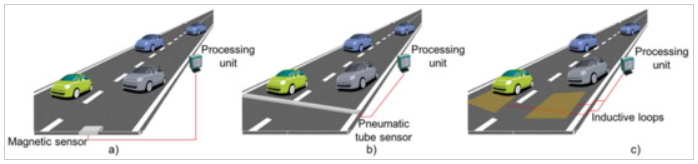 Processing
unit
Magnetic sensor
a)
Processing
unit
Pneumatic
tube sensor
b)
Processing
unit
Inductive loops
c)